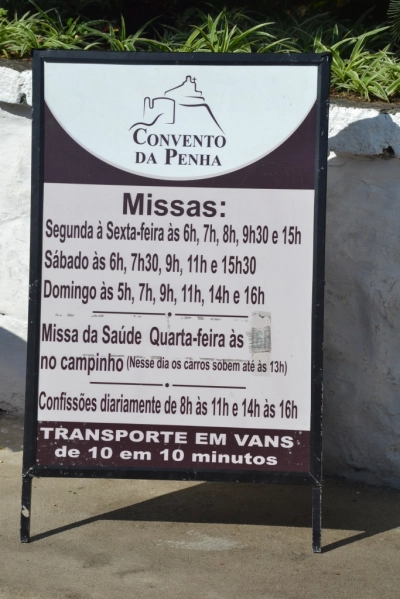 CONVENTO
DA PENHA
Missas:
Segunda à Sexta-feira às 6h, 7h, 8h, 9h30 e 15h
Sábado às 6h, 7h30, 9h, 11h e 15h30
Domingo às 5h, 7h, 9h, 11h, 14h e 16h
Missa da Saúde Quarta-feira às
no campinho (Nesse dia os carros sobem até às 13h)
Confissões diariamente de 8h às 11h e 14h às 16h
TRANSPORTE EM VANS
de 10 em 10 minutos